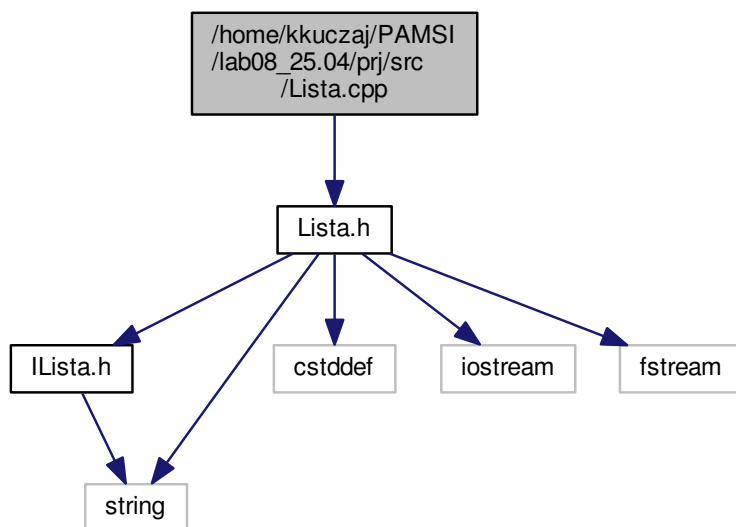 /home/kkuczaj/PAMSI
/lab08_25.04/prj/src
/Lista.cpp
Lista.h
ILista.h
cstddef
iostream
fstream
string